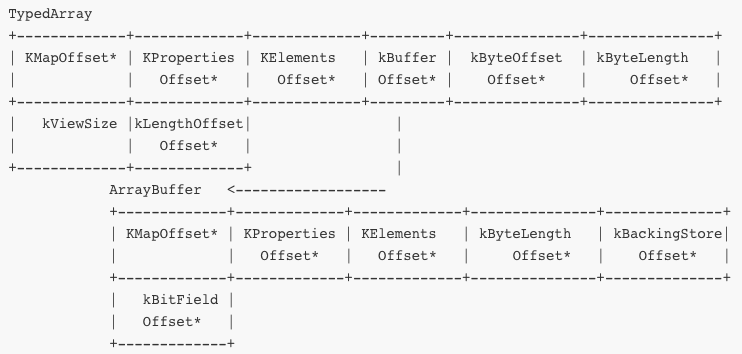 TypedArray
+-------------+-------------+-------------+---------+---------------+---------------+
| KMapOffset* | KProperties | KElements | kBuffer | kByteOffset | kByteLength |
| | Offset* | Offset* | Offset* | Offset* | Offset* |
+-------------+-------------+-------------+---------+---------------+---------------+
| kViewSize |kLengthOffset| |
| | Offset* | |
+-------------+-------------+ |
ArrayBuffer <------------------
+-------------+-------------+-------------+---------------+--------------+
| KMapOffset* | KProperties | KElements | kByteLength | kBackingStore|
| | Offset* | Offset* | Offset* | Offset* |
+-------------+-------------+-------------+---------------+--------------+
| kBitField |
| Offset* |
+-------------+